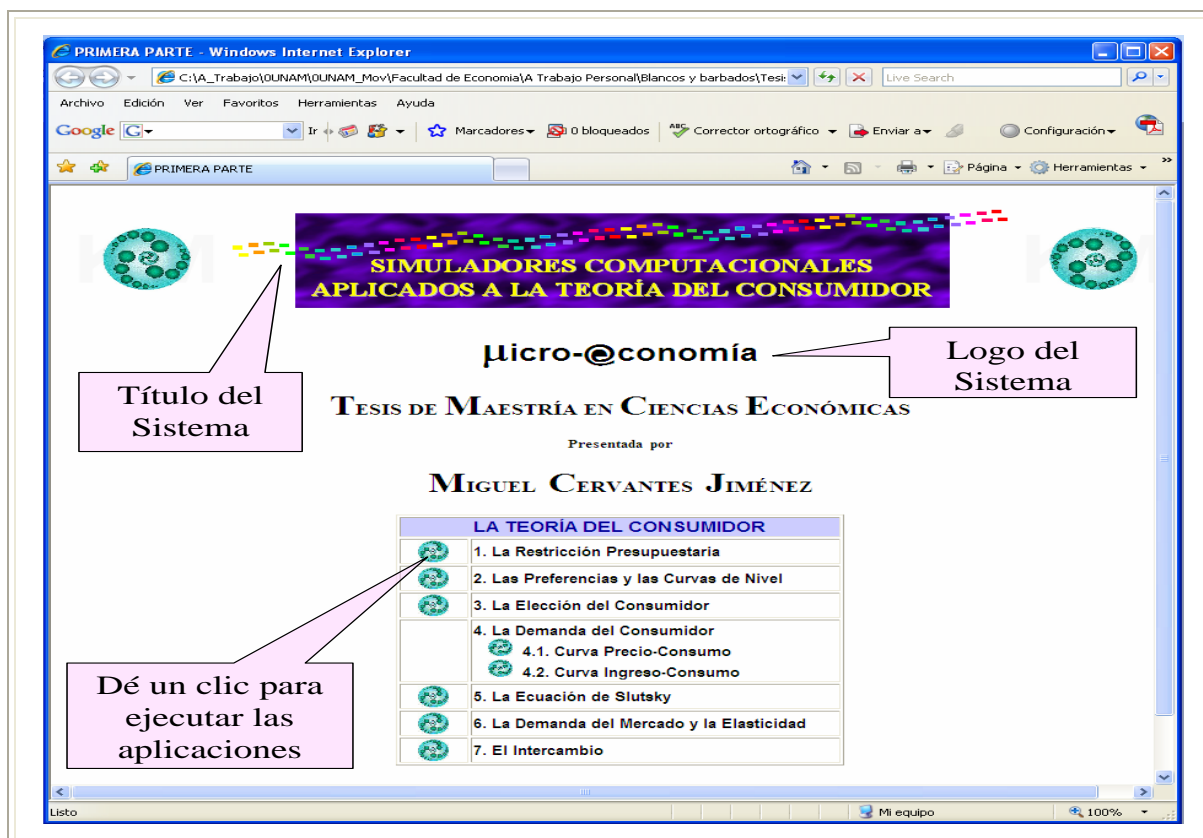 PRIMERA PARTE - Windows Internet Explorer
C:\A_Trabajo\0UNAM\0UNAM_Mov\Facultad de Economia\A Trabajo Personal\Blancos y barbados\Tesi:
Live Search
Archivo Edición Ver Favoritos Herramientas Ayuda
Google G Ir Marcadores 0 bloqueados ABC Corrector ortográfico Enviar a Configuración
PRIMERA PARTE Página Herramientas »
SIMULADORES COMPUTACIONALES
APLICADOS A LA TEORÍA DEL CONSUMIDOR
µicro-@conomía
Logo del
Sistema
Título del
Sistema
TESIS DE MAESTRÍA EN CIENCIAS ECONÓMICAS
Presentada por
MIGUEL CERVANTES JIMÉNEZ
LA TEORÍA DEL CONSUMIDOR
1. La Restricción Presupuestaria
2. Las Preferencias y las Curvas de Nivel
3. La Elección del Consumidor
4. La Demanda del Consumidor
4.1. Curva Precio-Consumo
4.2. Curva Ingreso-Consumo
5. La Ecuación de Slutsky
6. La Demanda del Mercado y la Elasticidad
7. El Intercambio
Dé un clic para
ejecutar las
aplicaciones
Listo Mi equipo 100%